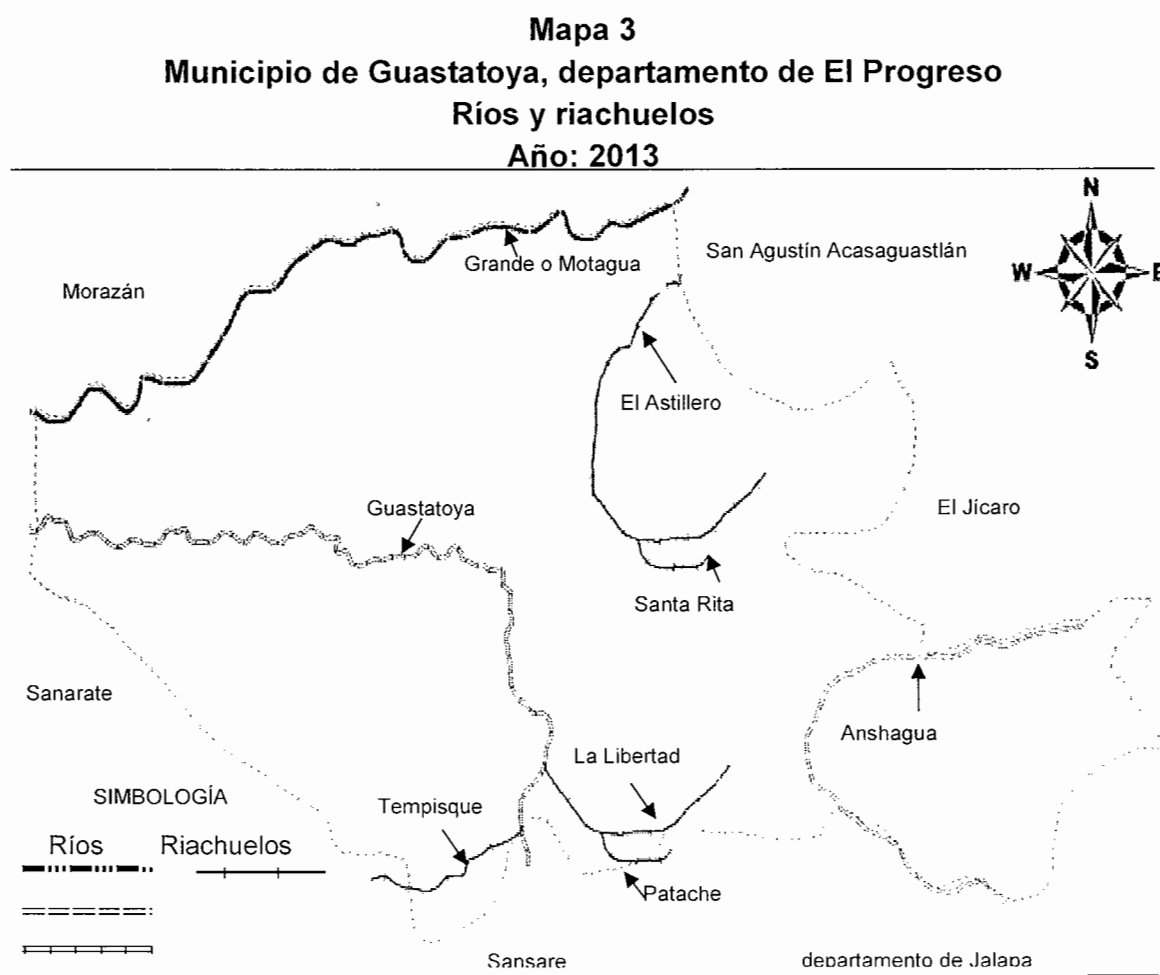 Mapa 3
Municipio de Guastatoya, departamento de El Progreso
Ríos y riachuelos
Año: 2013
N
San Agustín Acasaguastlán
Grande o Motagua
W
E
Morazán
S
El Astillero
Guastatoya
El Jícaro
Santa Rita
Sanarate
Anshagua
La Libertad
SIMBOLOGÍA
Tempisque
Ríos
Riachuelos
Patache
Sansare
departamento de Jalapa